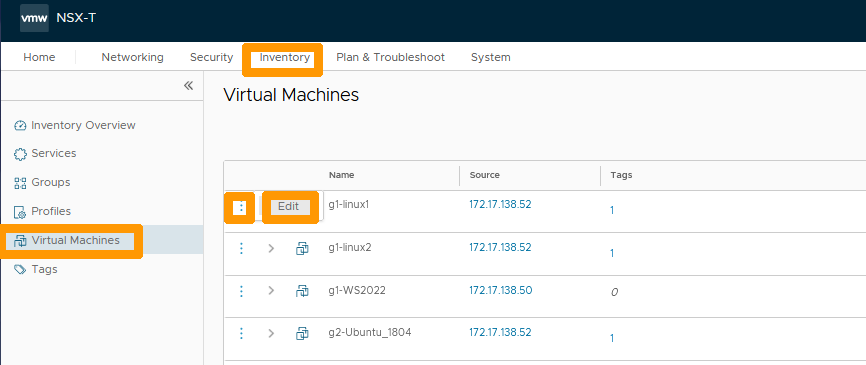 vmw NSX-T
Home Networking Security Inventory Plan & Troubleshoot System
Virtual Machines
Inventory Overview
Services
Groups
Profiles
Virtual Machines
Tags
Name Source Tags
Edit g1-linux1 172.17.138.52 1
g1-linux2 172.17.138.52 1
g1-WS2022 172.17.138.50 0
g2-Ubuntu_1804 172.17.138.52 1